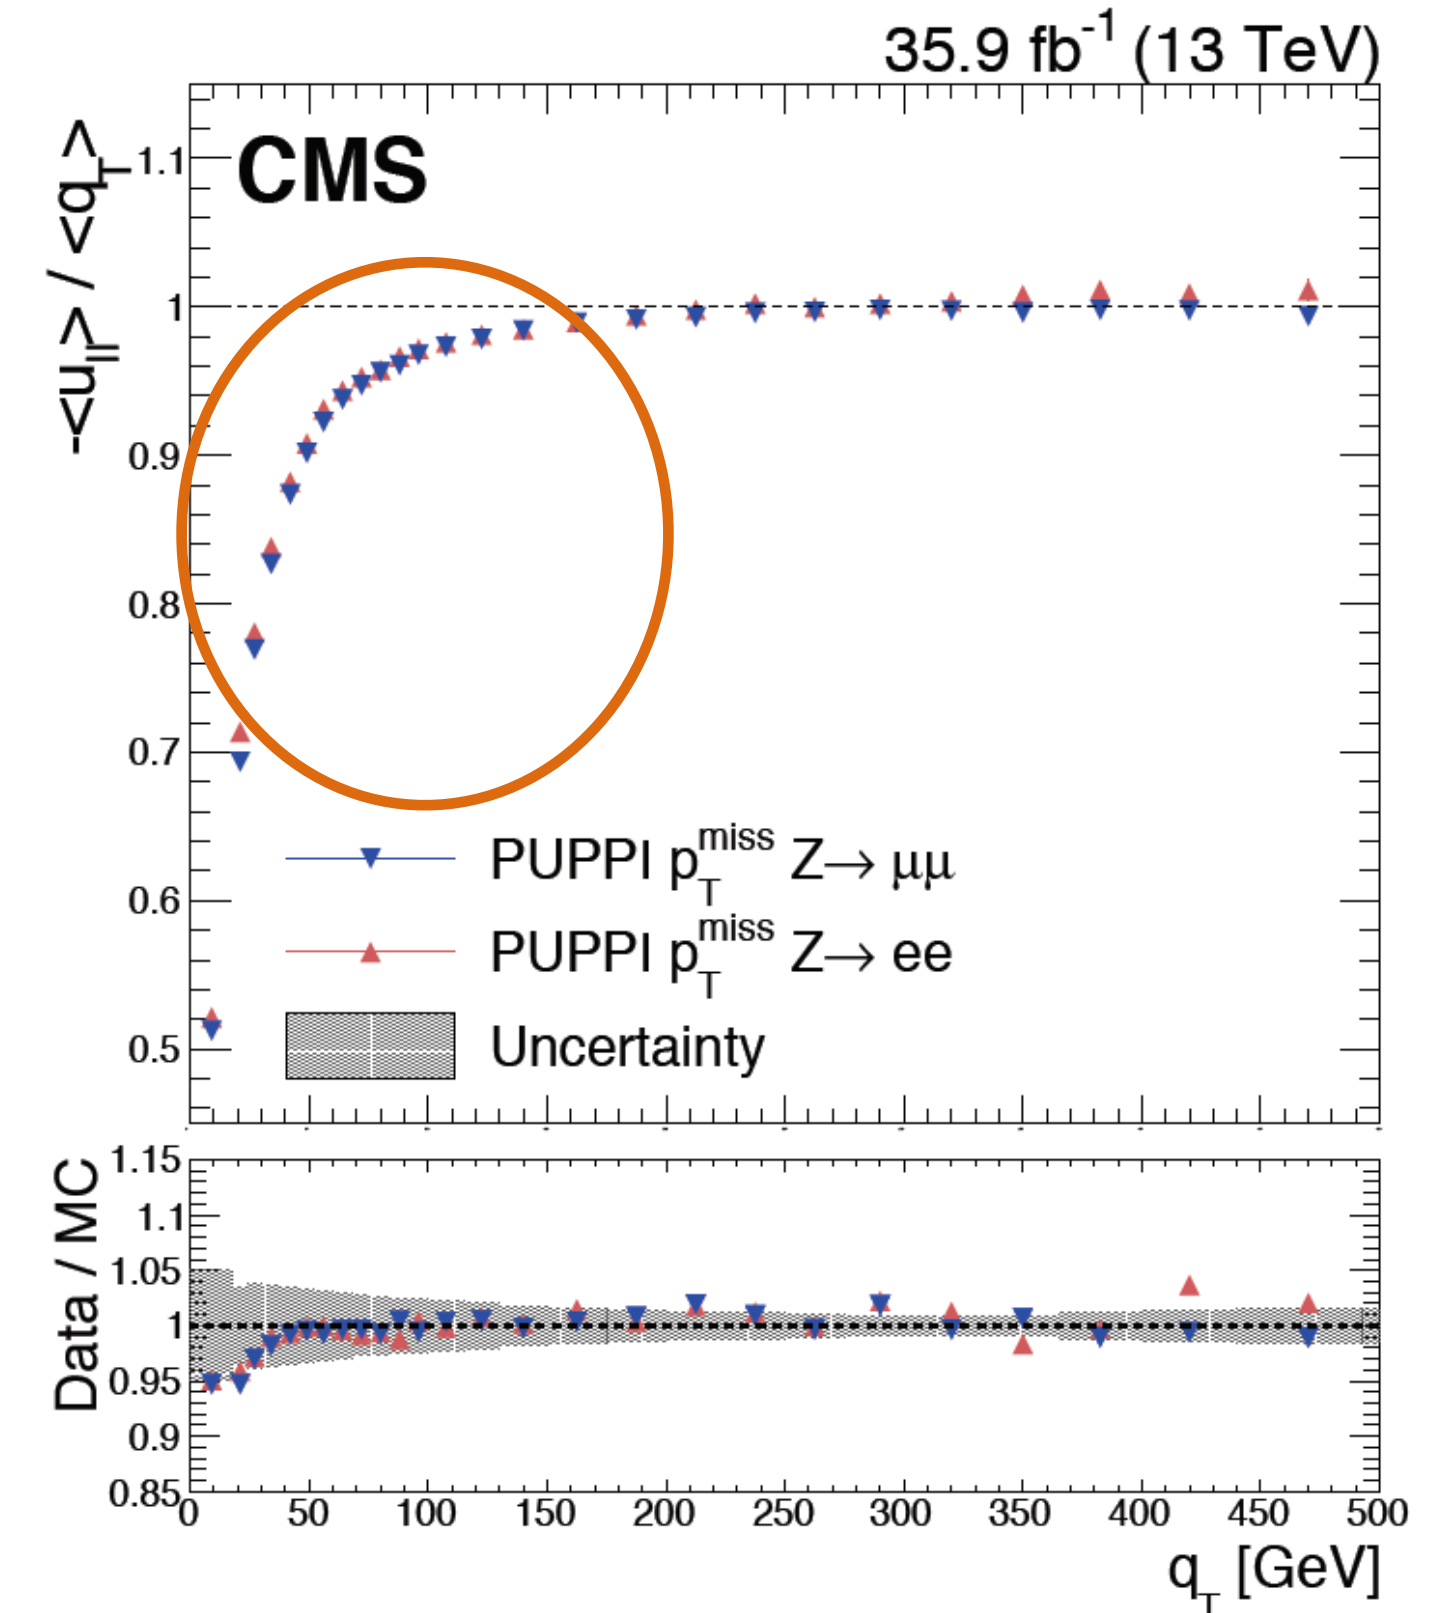 35.9 fb⁻¹ (13 TeV)
CMS
-<u||> / <qT>
1.1
1
0.9
0.8
0.7
0.6
0.5
PUPPI pTmiss Z→ μμ
PUPPI pTmiss Z→ ee
Uncertainty
Data / MC
1.15
1.1
1.05
1
0.95
0.9
0.85
0 50 100 150 200 250 300 350 400 450 500
qT [GeV]